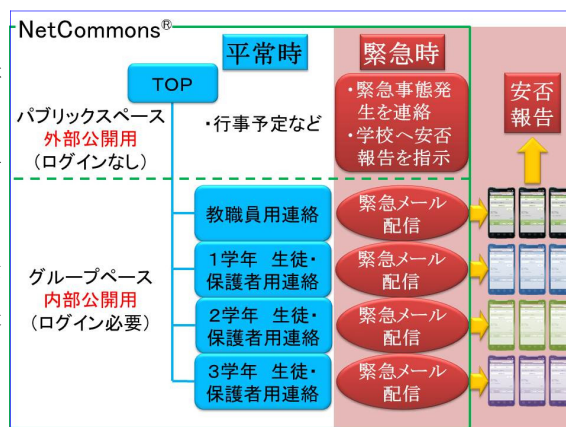 NetCommons®
平常時
緊急時
安否
報告
TOP
パブリックスペース
外部公開用
(ログインなし)
・行事予定など
・緊急事態発
生を連絡
・学校へ安否
報告を指示
グループペース
内部公開用
(ログイン必要)
教職員用連絡
緊急メール
配信
1学年 生徒・
保護者用連絡
緊急メール
配信
2学年 生徒・
保護者用連絡
緊急メール
配信
3学年 生徒・
保護者用連絡
緊急メール
配信